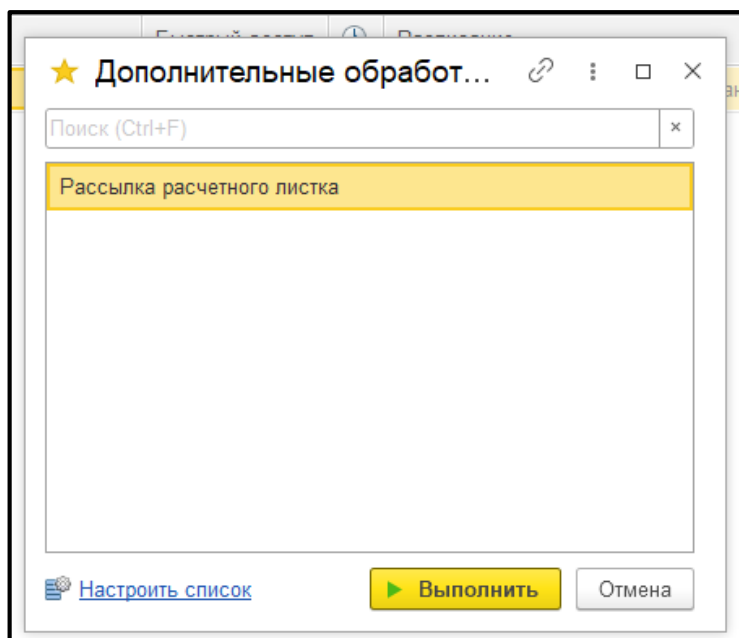 Дополнительные обработ...
Поиск (Ctrl+F)
Рассылка расчетного листка
Настроить список
Выполнить
Отмена